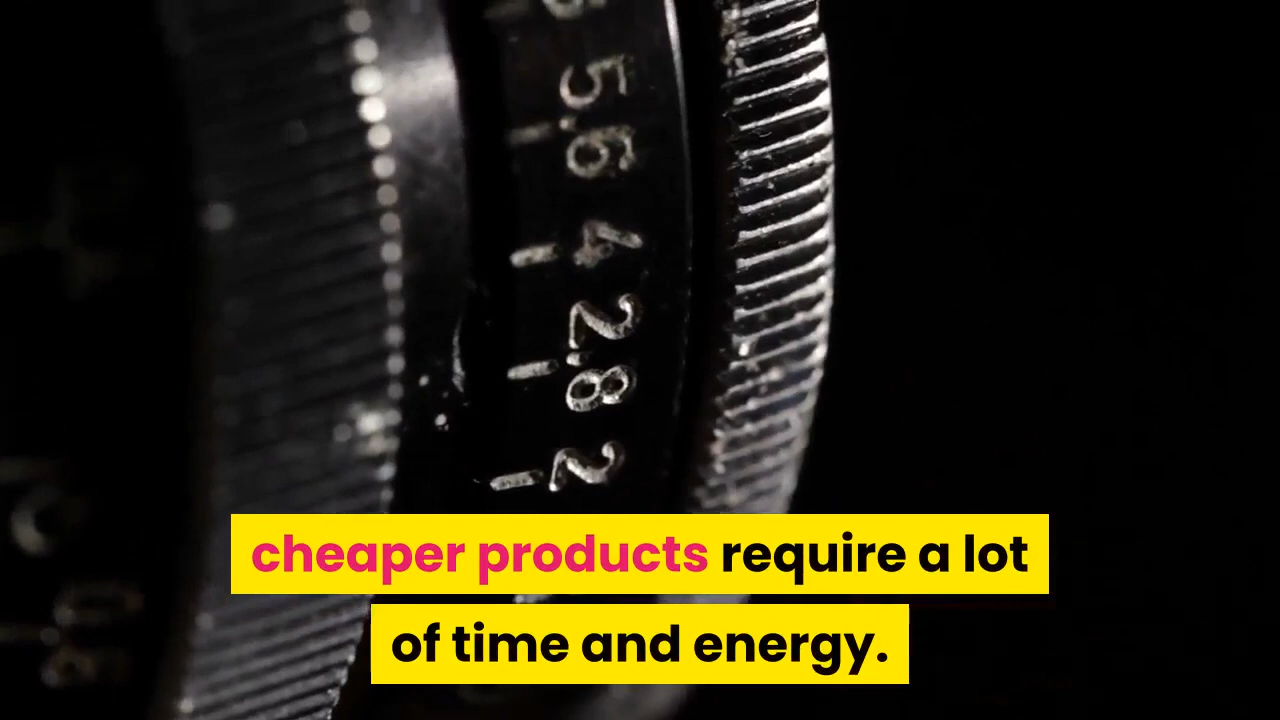 5.6
4
2.8
2
cheaper products require a lot
of time and energy.